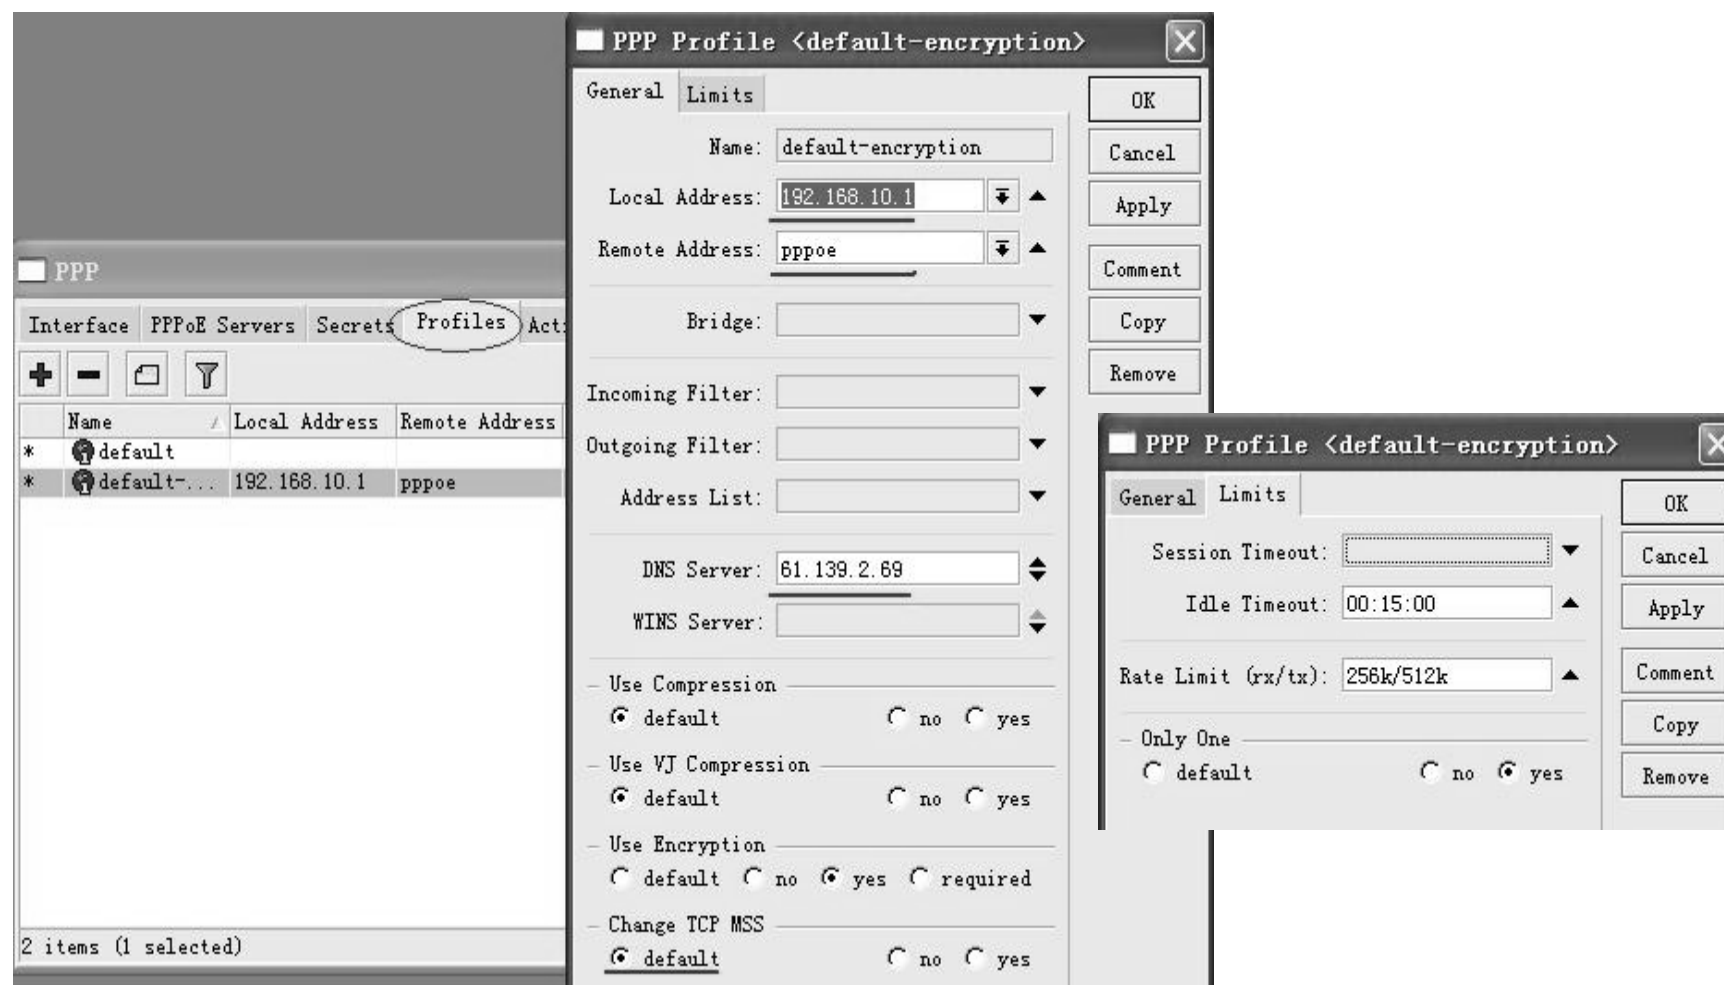 PPP
Interface PPPoE Servers Secrets Profiles Acti
Name Local Address Remote Address
* default
* default-... 192.168.10.1 pppoe
2 items (1 selected)
PPP Profile <default-encryption>
General Limits
Name: default-encryption
Local Address: 192.168.10.1
Remote Address: pppoe
Bridge:
Incoming Filter:
Outgoing Filter:
Address List:
DNS Server: 61.139.2.69
WINS Server:
Use Compression
default no yes
Use VJ Compression
default no yes
Use Encryption
default no yes required
Change TCP MSS
default no yes
OK
Cancel
Apply
Comment
Copy
Remove
PPP Profile <default-encryption>
General Limits
Session Timeout:
Idle Timeout: 00:15:00
Rate Limit (rx/tx): 256k/512k
Only One
default no yes
OK
Cancel
Apply
Comment
Copy
Remove